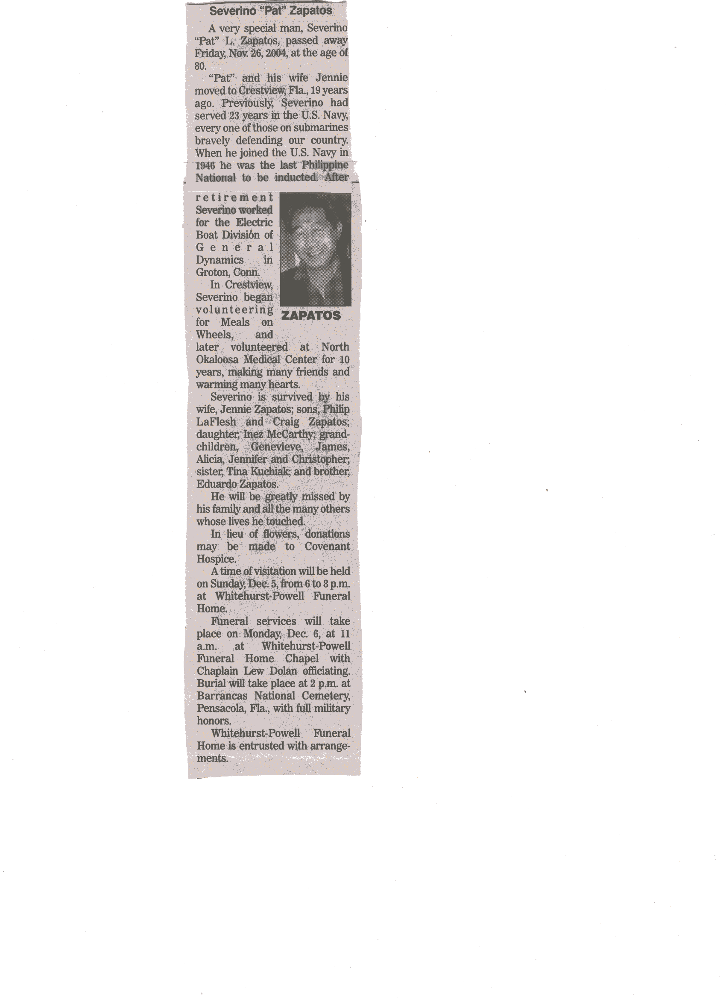 Severino “Pat” Zapatos
A very special man, Severino
“Pat” L. Zapatos, passed away
Friday, Nov. 26, 2004, at the age of
80.
“Pat” and his wife Jennie
moved to Crestview, Fla., 19 years
ago. Previously, Severino had
served 23 years in the U.S. Navy,
every one of those on submarines
bravely defending our country.
When he joined the U.S. Navy in
1946 he was the last Philippine
National to be inducted. After
retirement
Severino worked
for the Electric
Boat Division of
General
Dynamics in
Groton, Conn.
In Crestview,
Severino began
volunteering
for Meals on
Wheels, and
ZAPATOS
later volunteered at North
Okaloosa Medical Center for 10
years, making many friends and
warming many hearts.
Severino is survived by his
wife, Jennie Zapatos; sons, Philip
LaFlesh and Craig Zapatos;
daughter, Inez McCarthy; grand-
children, Genevieve, James,
Alicia, Jennifer and Christopher;
sister, Tina Kuchiak; and brother,
Eduardo Zapatos.
He will be greatly missed by
his family and all the many others
whose lives he touched.
In lieu of flowers, donations
may be made to Covenant
Hospice.
A time of visitation will be held
on Sunday, Dec. 5, from 6 to 8 p.m.
at Whitehurst-Powell Funeral
Home.
Funeral services will take
place on Monday, Dec. 6, at 11
a.m. at Whitehurst-Powell
Funeral Home Chapel with
Chaplain Lew Dolan officiating.
Burial will take place at 2 p.m. at
Barrancas National Cemetery,
Pensacola, Fla., with full military
honors.
Whitehurst-Powell Funeral
Home is entrusted with arrange-
ments.